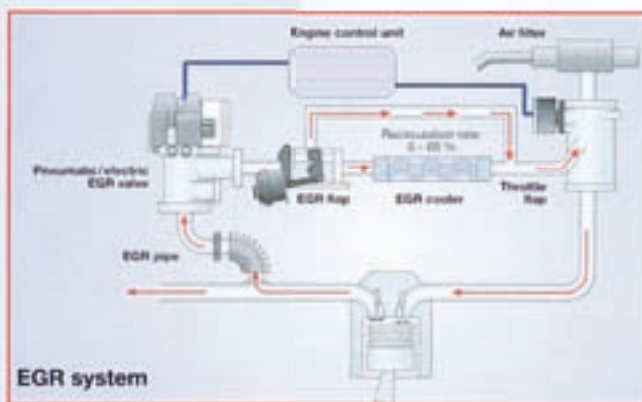 Engine control unit
Air filter
Recirculation rate
Pneumatic/electric
EGR valve
EGR flap
EGR cooler
Throttle
flap
EGR pipe
EGR system